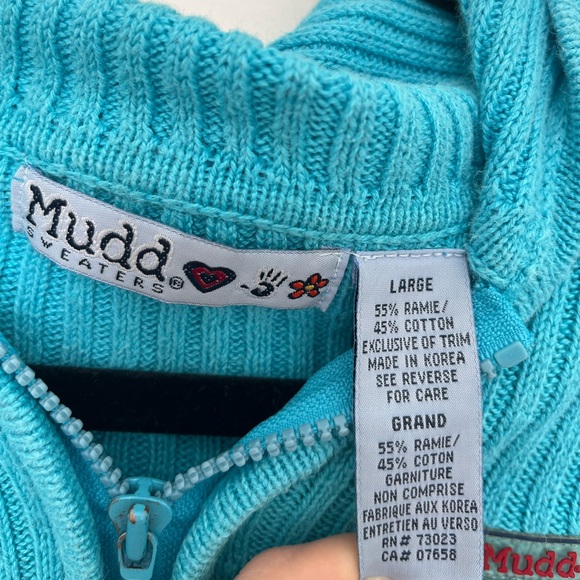 Mudd®
SWEATERS
LARGE
55% RAMIE/
45% COTTON
EXCLUSIVE OF TRIM
MADE IN KOREA
SEE REVERSE
FOR CARE
GRAND
55% RAMIE/
45% COTON
GARNITURE
NON COMPRISE
FABRIQUE AUX KOREA
ENTRETIEN AU VERSO
RN# 73023
CA# 07658
Mudd